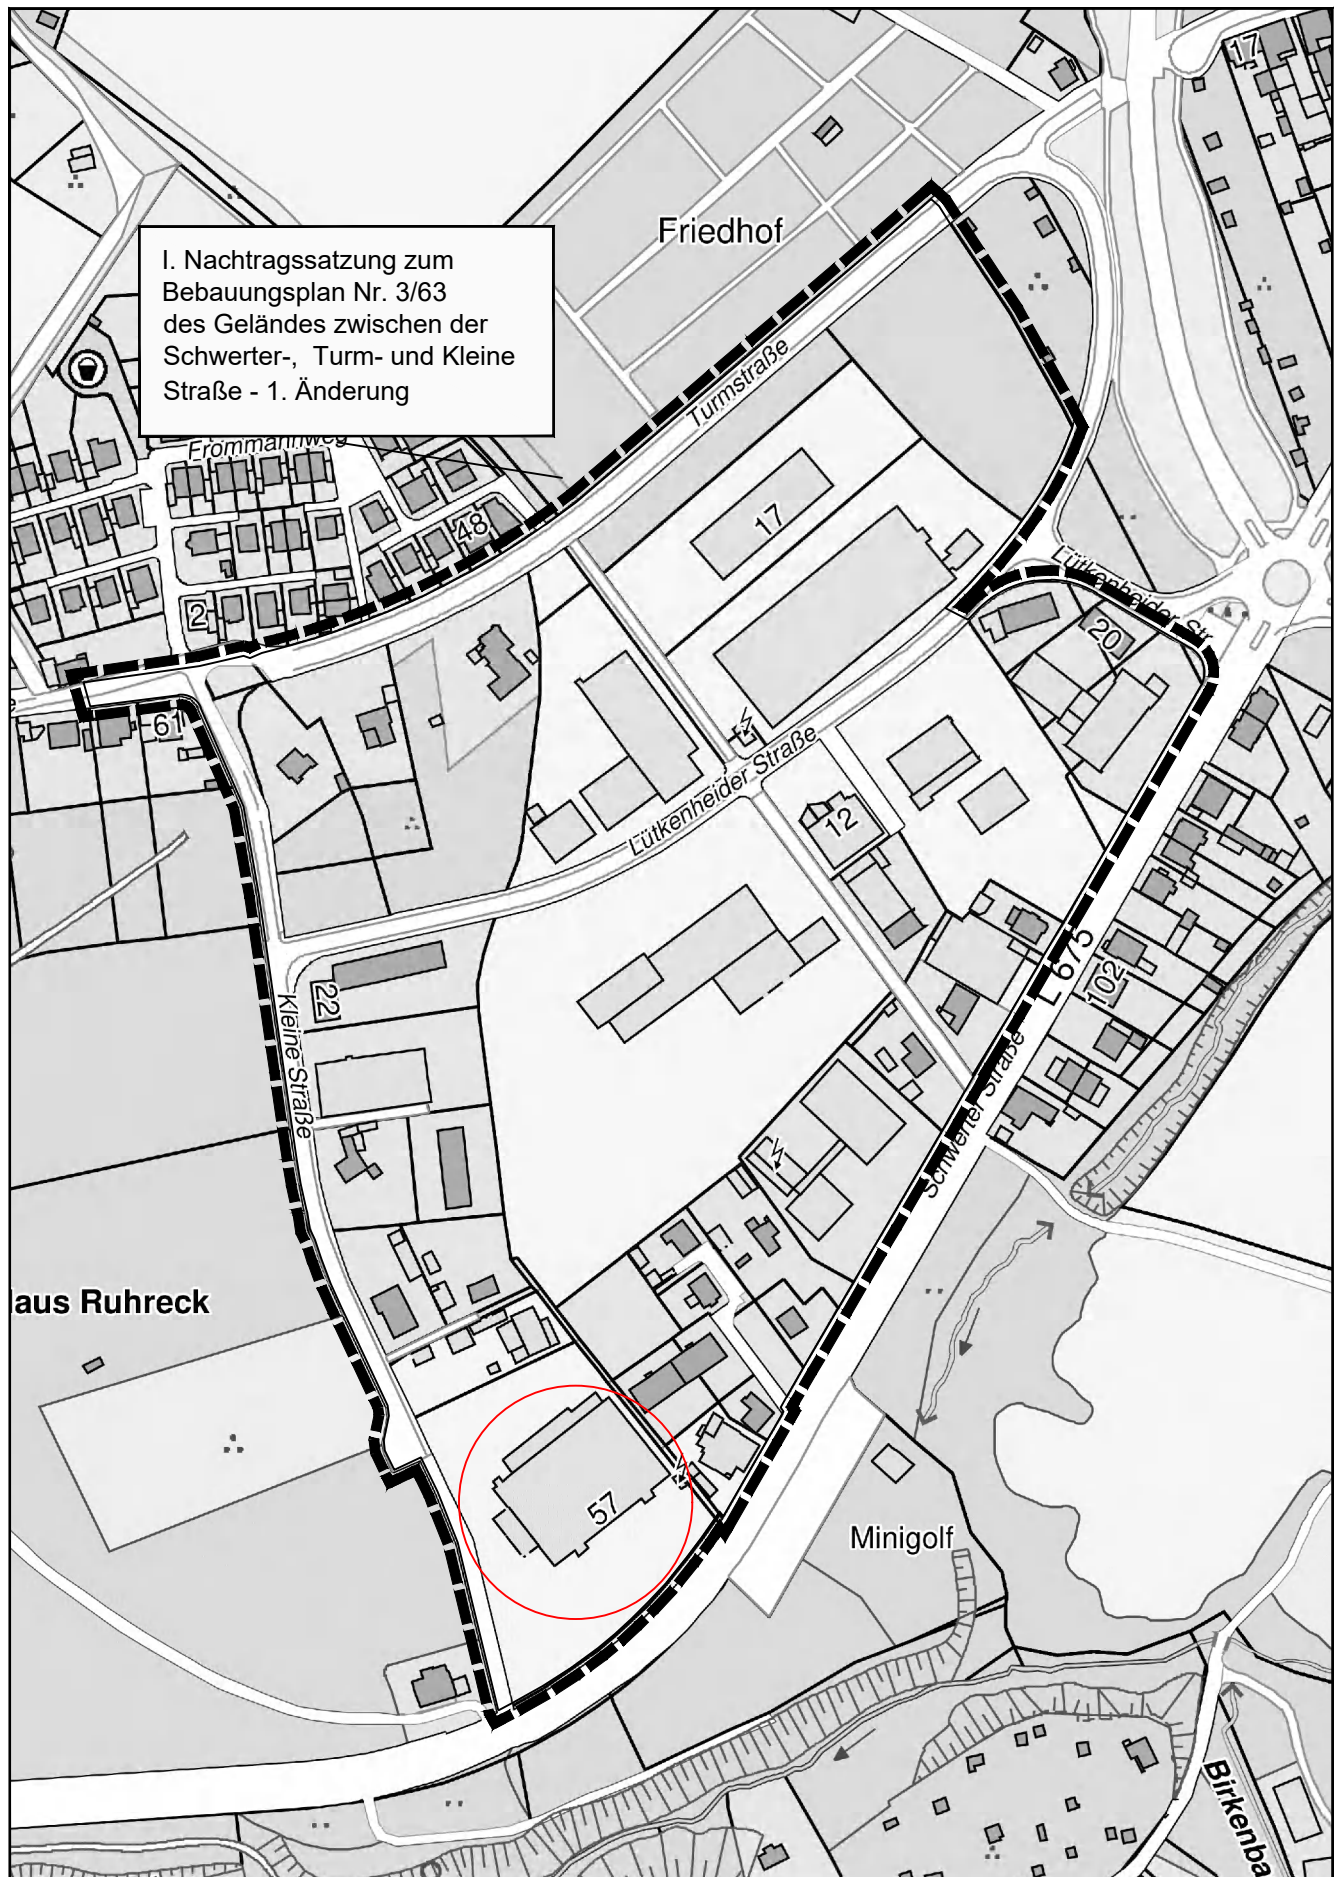 17
Friedhof
I. Nachtragssatzung zum
Bebauungsplan Nr. 3/63
des Geländes zwischen der
Schwerter-, Turm- und Kleine
Straße - 1. Änderung
Turmstraße
Frommannweg
48
17
2
Lütkenheider Str.
20
61
Lütkenheider Straße
12
L 675
102
22
Kleine Straße
Schwerter Straße
laus Ruhreck
57
Minigolf
Birkenba